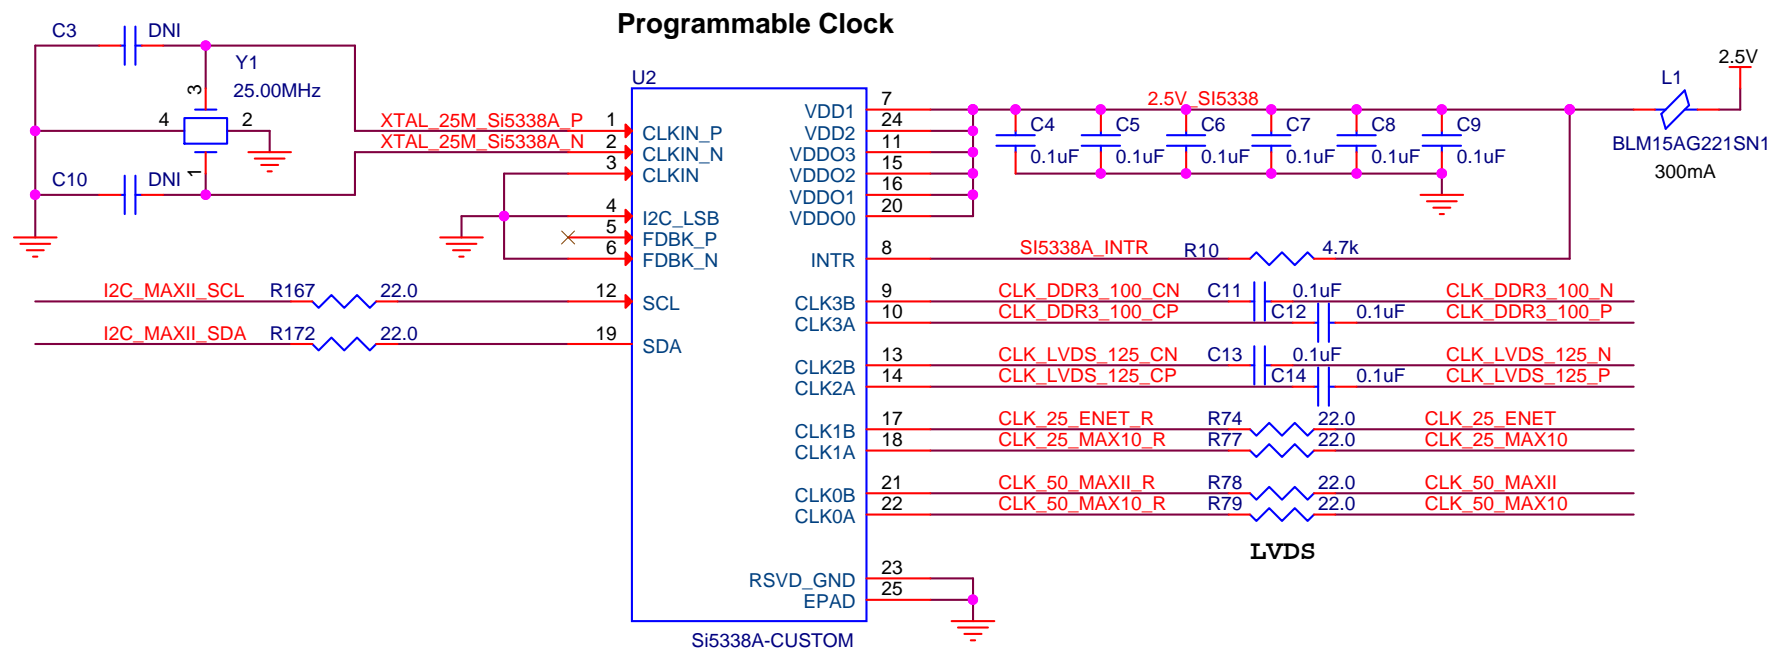 Programmable Clock
C3 DNI
Y1
25.00MHz
3
4 2
1
C10 DNI
XTAL_25M_Si5338A_P 1
XTAL_25M_Si5338A_N 2
3
4
5
6
I2C_MAXII_SCL R167 22.0 12
I2C_MAXII_SDA R172 22.0 19
U2
CLKIN_P
CLKIN_N
CLKIN
I2C_LSB
FDBK_P
FDBK_N
SCL
SDA
VDD1 7
VDD2 24
VDDO3 11
VDDO2 15
VDDO1 16
VDDO0 20
INTR 8
CLK3B 9
CLK3A 10
CLK2B 13
CLK2A 14
CLK1B 17
CLK1A 18
CLK0B 21
CLK0A 22
RSVD_GND 23
EPAD 25
Si5338A-CUSTOM
2.5V_SI5338
C4 C5 C6 C7 C8 C9
0.1uF 0.1uF 0.1uF 0.1uF 0.1uF 0.1uF
2.5V
L1
BLM15AG221SN1
300mA
SI5338A_INTR R10 4.7k
CLK_DDR3_100_CN C11 0.1uF CLK_DDR3_100_N
CLK_DDR3_100_CP C12 0.1uF CLK_DDR3_100_P
CLK_LVDS_125_CN C13 0.1uF CLK_LVDS_125_N
CLK_LVDS_125_CP C14 0.1uF CLK_LVDS_125_P
CLK_25_ENET_R R74 22.0 CLK_25_ENET
CLK_25_MAX10_R R77 22.0 CLK_25_MAX10
CLK_50_MAXII_R R78 22.0 CLK_50_MAXII
CLK_50_MAX10_R R79 22.0 CLK_50_MAX10
LVDS